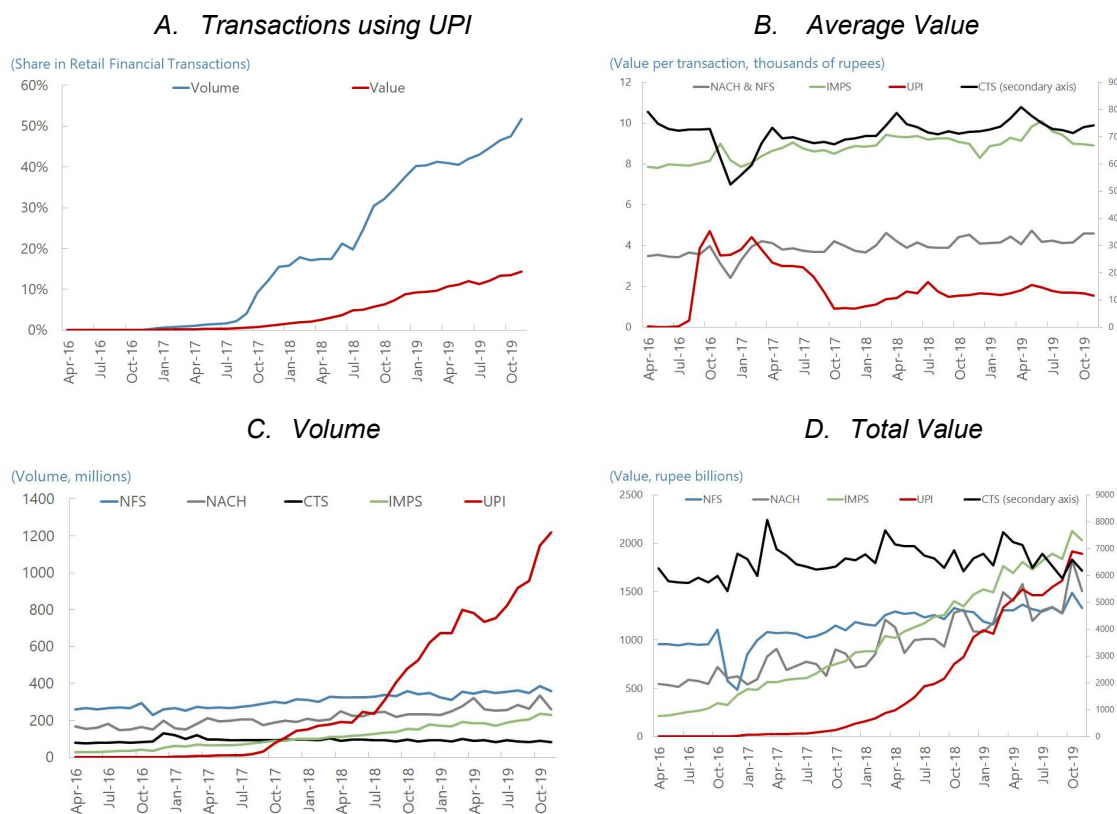 A. Transactions using UPI
(Share in Retail Financial Transactions)
Volume Value
60%
50%
40%
30%
20%
10%
0%
Apr-16 Jul-16 Oct-16 Jan-17 Apr-17 Jul-17 Oct-17 Jan-18 Apr-18 Jul-18 Oct-18 Jan-19 Apr-19 Jul-19 Oct-19
B. Average Value
(Value per transaction, thousands of rupees)
NACH & NFS IMPS UPI CTS (secondary axis)
12 90
10 80
8 70
6 60
4 50
2 40
0 30
20
10
0
Apr-16 Jul-16 Oct-16 Jan-17 Apr-17 Jul-17 Oct-17 Jan-18 Apr-18 Jul-18 Oct-18 Jan-19 Apr-19 Jul-19 Oct-19
C. Volume
(Volume, millions)
NFS NACH CTS IMPS UPI
1400
1200
1000
800
600
400
200
0
Apr-16 Jul-16 Oct-16 Jan-17 Apr-17 Jul-17 Oct-17 Jan-18 Apr-18 Jul-18 Oct-18 Jan-19 Apr-19 Jul-19 Oct-19
D. Total Value
(Value, rupee billions)
NFS NACH IMPS UPI CTS (secondary axis)
2500 9000
2000 8000
1500 7000
1000 6000
500 5000
0 4000
3000
2000
1000
0
Apr-16 Jul-16 Oct-16 Jan-17 Apr-17 Jul-17 Oct-17 Jan-18 Apr-18 Jul-18 Oct-18 Jan-19 Apr-19 Jul-19 Oct-19